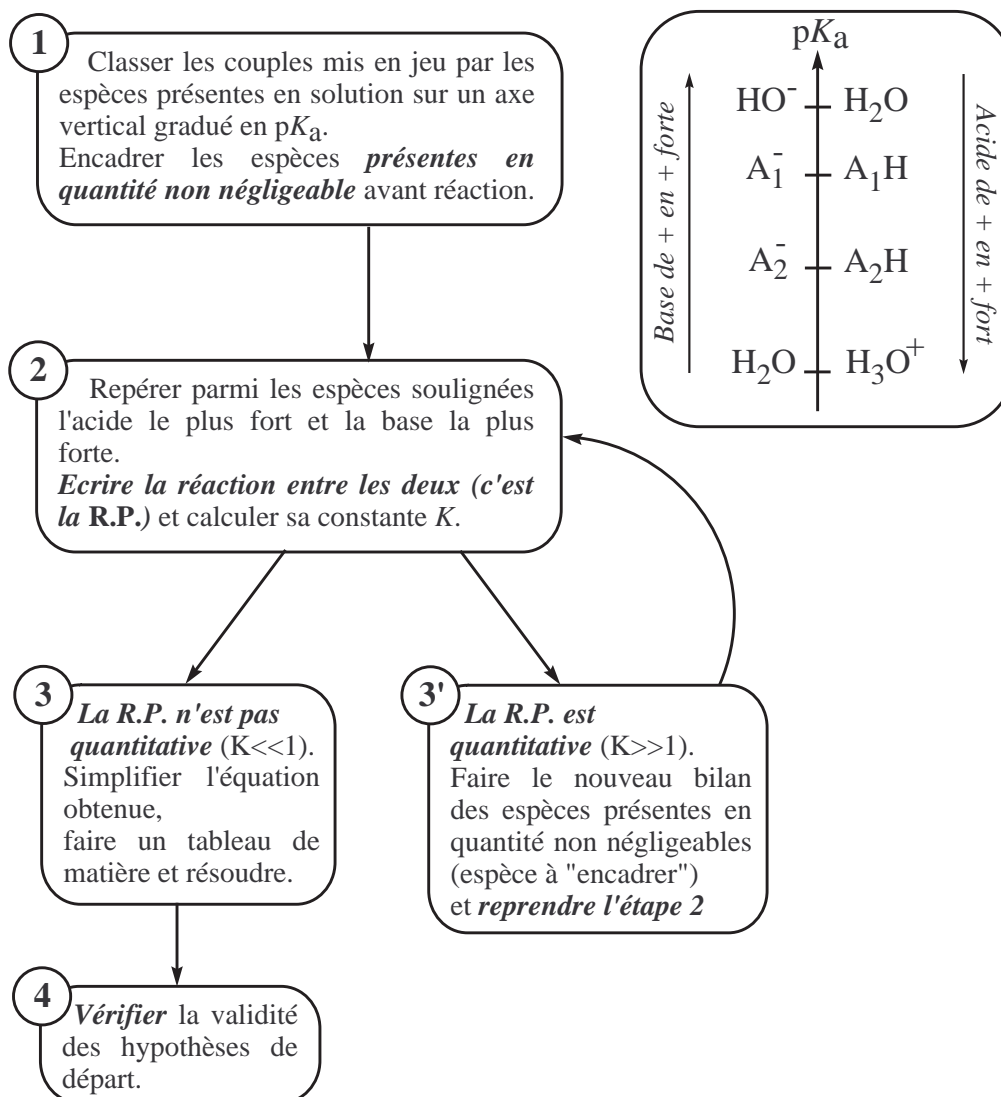 1
Classer les couples mis en jeu par les
espèces présentes en solution sur un axe
vertical gradué en pKa.
Encadrer les espèces présentes en
quantité non négligeable avant réaction.
pKa
HO- H2O
A1- A1H
A2- A2H
H2O H3O+
Base de + en + forte
Acide de + en + fort
2
Repérer parmi les espèces soulignées
l'acide le plus fort et la base la plus
forte.
Ecrire la réaction entre les deux (c'est
la R.P.) et calculer sa constante K.
3
La R.P. n'est pas
quantitative (K<<1).
Simplifier l'équation
obtenue,
faire un tableau de
matière et résoudre.
3'
La R.P. est
quantitative (K>>1).
Faire le nouveau bilan
des espèces présentes en
quantité non négligeables
(espèce à "encadrer")
et reprendre l'étape 2
4
Vérifier la validité
des hypothèses de
départ.